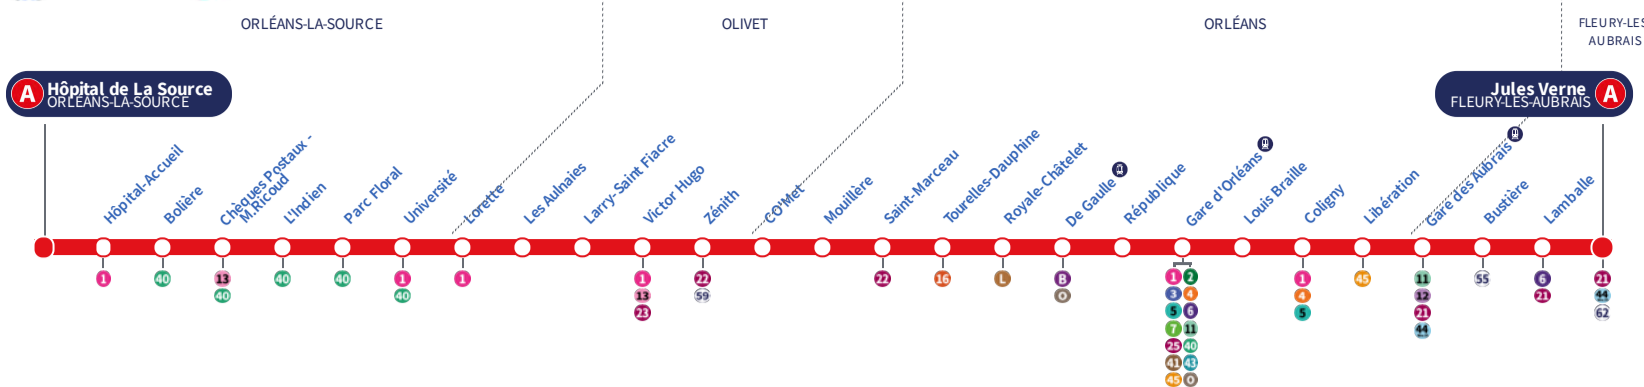 ORLÉANS-LA-SOURCE
OLIVET
ORLÉANS
FLEURY-LES
AUBRAIS
A
Hôpital de La Source
ORLÉANS-LA-SOURCE
Jules Verne
FLEURY-LES-AUBRAIS
A
Hôpital-Accueil
Bolière
Chèques Postaux -
M.Ricoud
L'Indien
Parc Floral
Université
Lorette
Les Aulnaies
Larry-Saint Fiacre
Victor Hugo
Zénith
CO'Met
Mouillère
Saint-Marceau
Tourelles-Dauphine
Royale-Châtelet
De Gaulle
République
Gare d'Orléans
Louis Braille
Coligny
Libération
Gare des Aubrais
Bustière
Lamballe
1
40
13
40
40
40
1
40
1
1
13
23
22
59
22
16
L
B
O
1 2
3 4
5 6
7 11
25 40
41 43
45 O
1
4
5
45
11
12
21
44
55
6
21
21
44
62